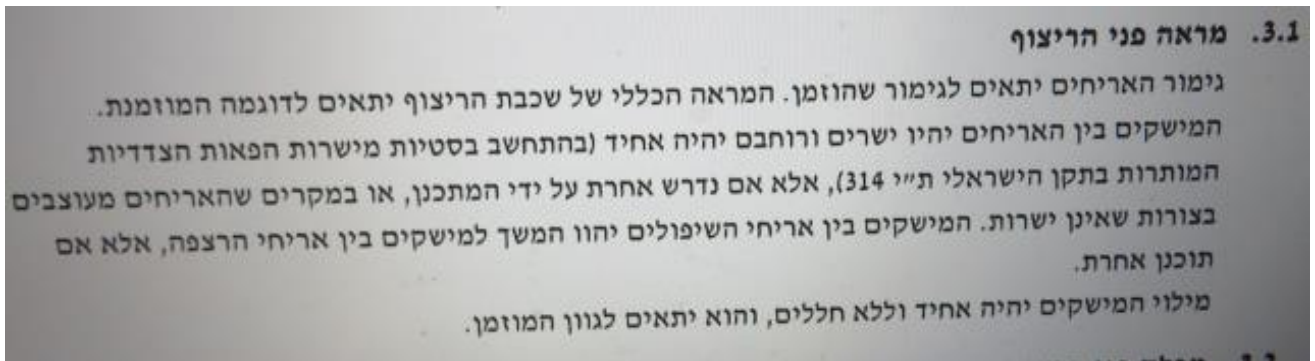 3.1. מראה פני הריצוף
גימור האריחים יתאים לגימור שהוזמן. המראה הכללי של שכבת הריצוף יתאים לדוגמה המוזמנת.
המישקים בין האריחים יהיו ישרים ורוחבם יהיה אחיד (בהתחשב בסטיות מישרות הפאות הצדדיות
המותרות בתקן הישראלי ת״י 314), אלא אם נדרש אחרת על ידי המתכנן, או במקרים שהאריחים מעוצבים
בצורות שאינן ישרות. המישקים בין אריחי השיפולים יהוו המשך למישקים בין אריחי הרצפה, אלא אם
תוכנן אחרת.
מילוי המישקים יהיה אחיד וללא חללים, והוא יתאים לגוון המוזמן.